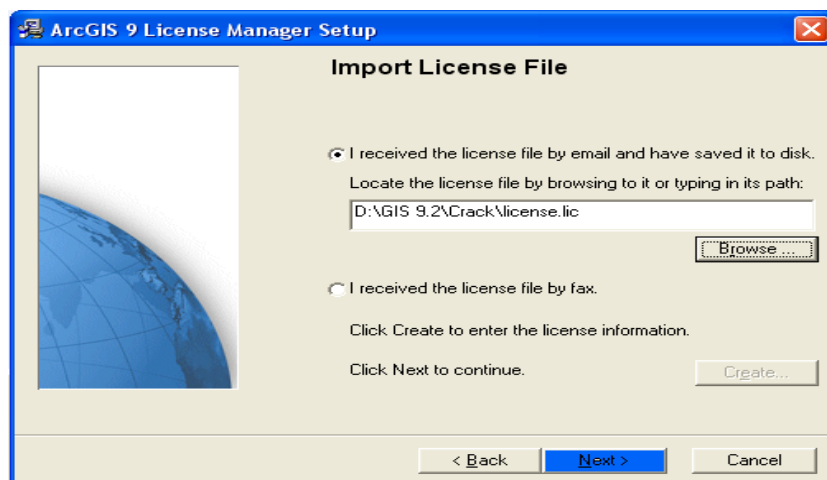 ArcGIS 9 License Manager Setup
Import License File
I received the license file by email and have saved it to disk.
Locate the license file by browsing to it or typing in its path:
D:\GIS 9.2\Crack\license.lic
Browse ...
I received the license file by fax.
Click Create to enter the license information.
Click Next to continue.
Create...
< Back
Next >
Cancel